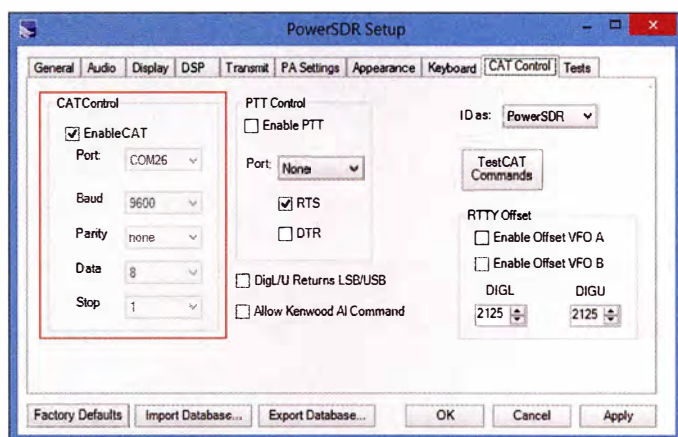 PowerSDR Setup
General Audio Display DSP Transmit PA Settings Appearance Keyboard CAT Control Tests
CATControl
EnableCAT
Port: COM26
Baud 9600
Parity none
Data 8
Stop 1
PTT Control
Enable PTT
Port: None
RTS
DTR
DigL/U Returns LSB/USB
Allow Kenwood AI Command
ID as: PowerSDR
TestCAT
Commands
RTTY Offset
Enable Offset VFO A
Enable Offset VFO B
DIGL DIGU
2125 2125
Factory Defaults Import Database... Export Database... OK Cancel Apply